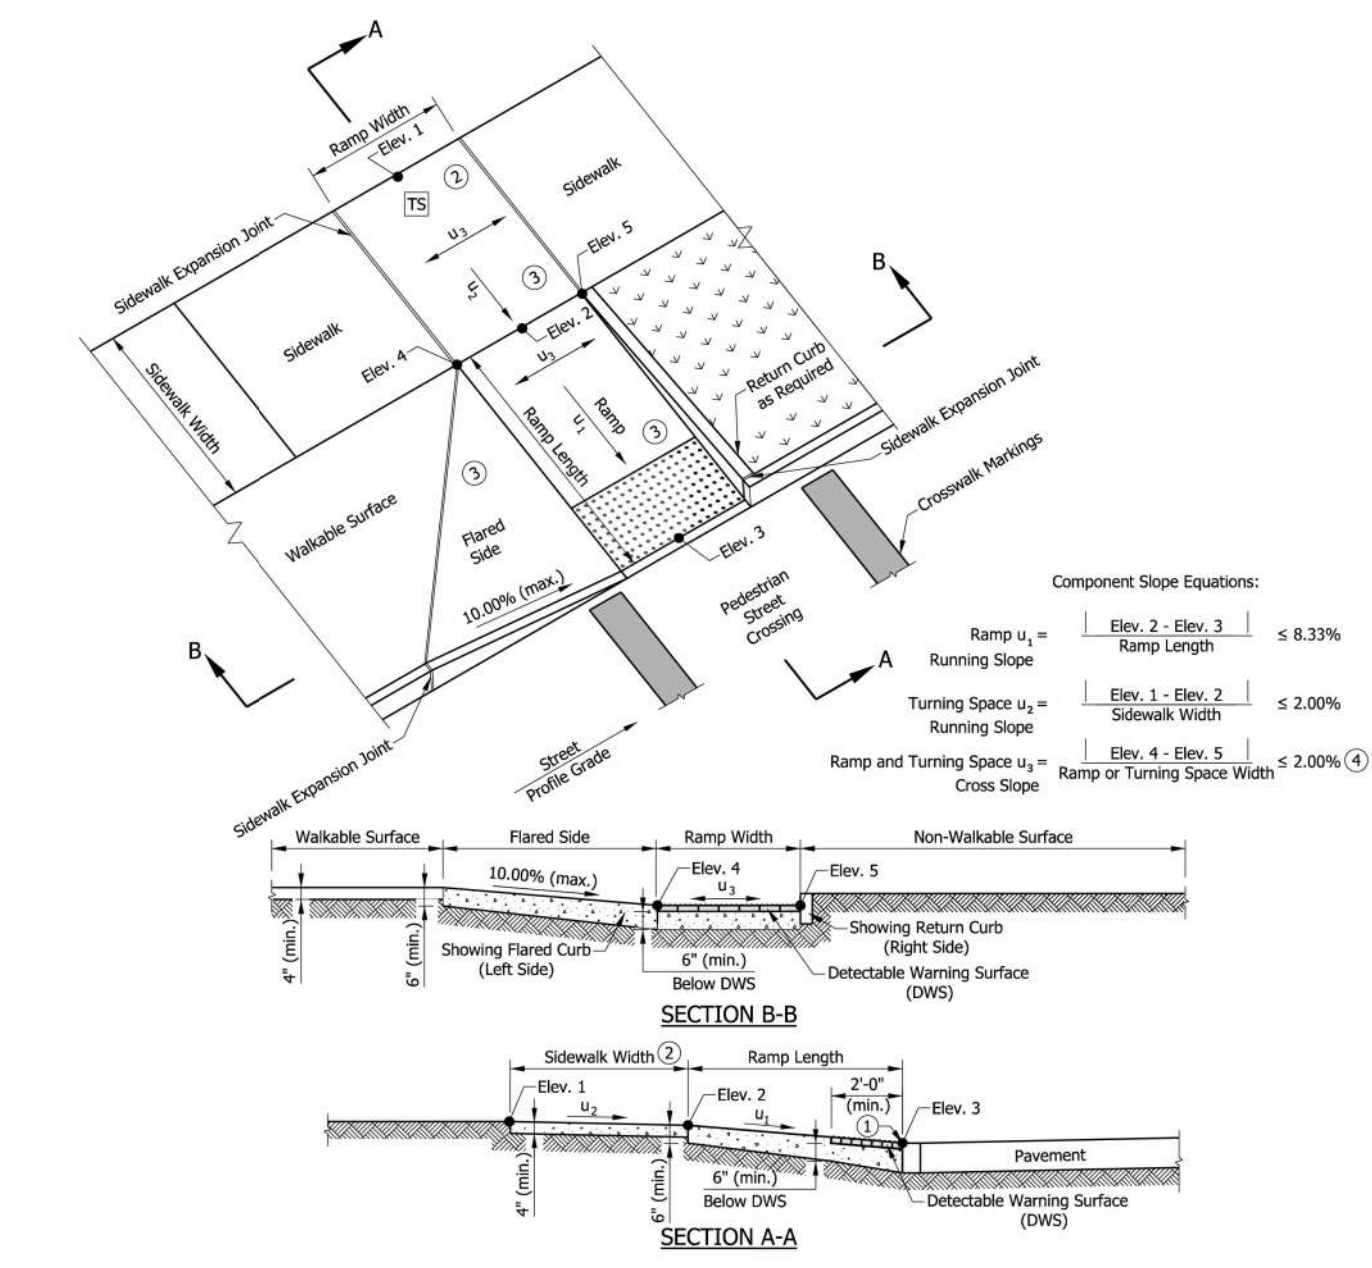 A
Ramp Width
Elev. 1
2
TS
Sidewalk
Sidewalk Expansion Joint
u3
Elev. 5
3
u2
B
Elev. 2
Sidewalk
Elev. 4
u3
Sidewalk Width
Return Curb
as Required
Sidewalk Expansion Joint
Ramp Length
Ramp
u1
3
Crosswalk Markings
3
Walkable Surface
Flared
Side
Elev. 3
10.00% (max.)
Pedestrian
Street
Crossing
B
A
Sidewalk Expansion Joint
Street
Profile Grade
Component Slope Equations:
Ramp u1 = | Elev. 2 - Elev. 3 | ≤ 8.33%
Running Slope Ramp Length
Turning Space u2 = | Elev. 1 - Elev. 2 | ≤ 2.00%
Running Slope Sidewalk Width
Ramp and Turning Space u3 = | Elev. 4 - Elev. 5 | ≤ 2.00% 4
Cross Slope Ramp or Turning Space Width
Walkable Surface Flared Side Ramp Width Non-Walkable Surface
10.00% (max.)
Elev. 4
u3
Elev. 5
4" (min.)
6" (min.)
Showing Flared Curb
(Left Side)
6" (min.)
Below DWS
Showing Return Curb
(Right Side)
Detectable Warning Surface
(DWS)
SECTION B-B
Sidewalk Width 2 Ramp Length
Elev. 1
u2
Elev. 2
u1
2'-0"
(min.)
1
Elev. 3
Pavement
4" (min.)
6" (min.)
6" (min.)
Below DWS
Detectable Warning Surface
(DWS)
SECTION A-A